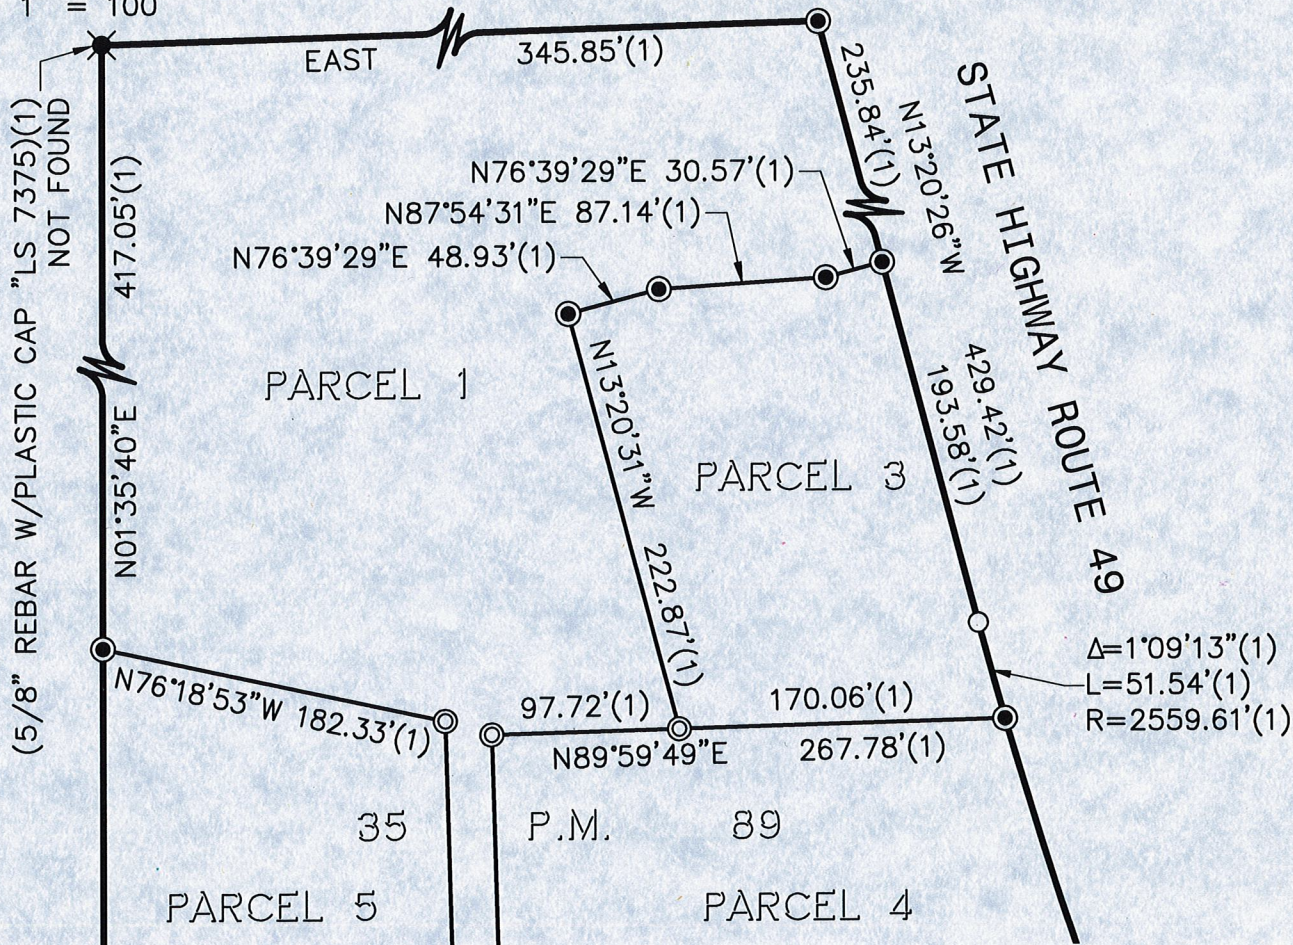 1" = 100'
EAST
345.85'(1)
235.84'(1)
N13°20'26"W
STATE HIGHWAY ROUTE 49
(5/8" REBAR W/PLASTIC CAP "LS 7375)(1)
NOT FOUND
417.05'(1)
N01°35'40"E
N76°39'29"E 30.57'(1)
N87°54'31"E 87.14'(1)
N76°39'29"E 48.93'(1)
PARCEL 1
N13°20'31"W
222.87'(1)
PARCEL 3
429.42'(1)
193.58'(1)
Δ=1°09'13"(1)
L=51.54'(1)
R=2559.61'(1)
N76°18'53"W 182.33'(1)
97.72'(1)
170.06'(1)
N89°59'49"E
267.78'(1)
35 P.M. 89
PARCEL 5
PARCEL 4